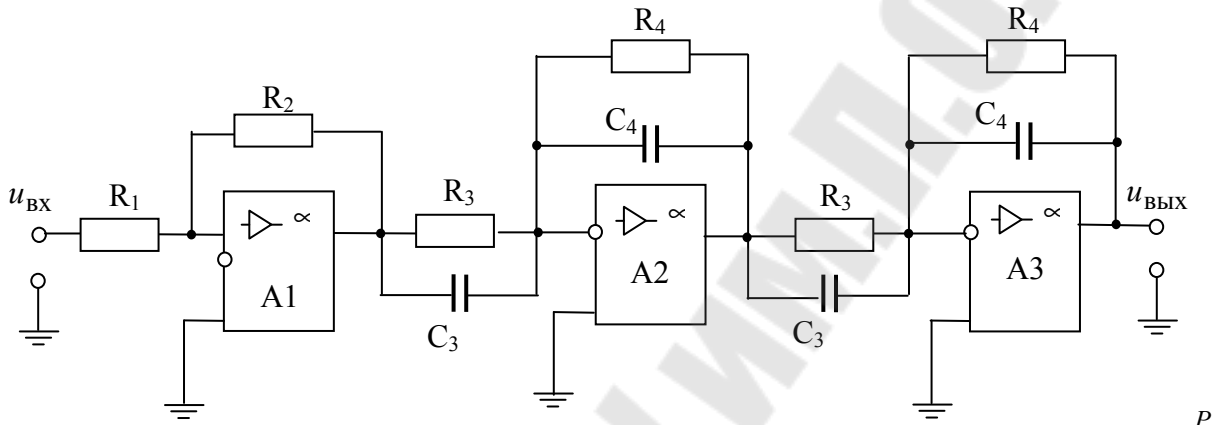 R4 R4
R2 C4 C4
uвх R1 R3 R3 uвых
∝ ∝ ∝
A1 A2 A3
C3 C3
P